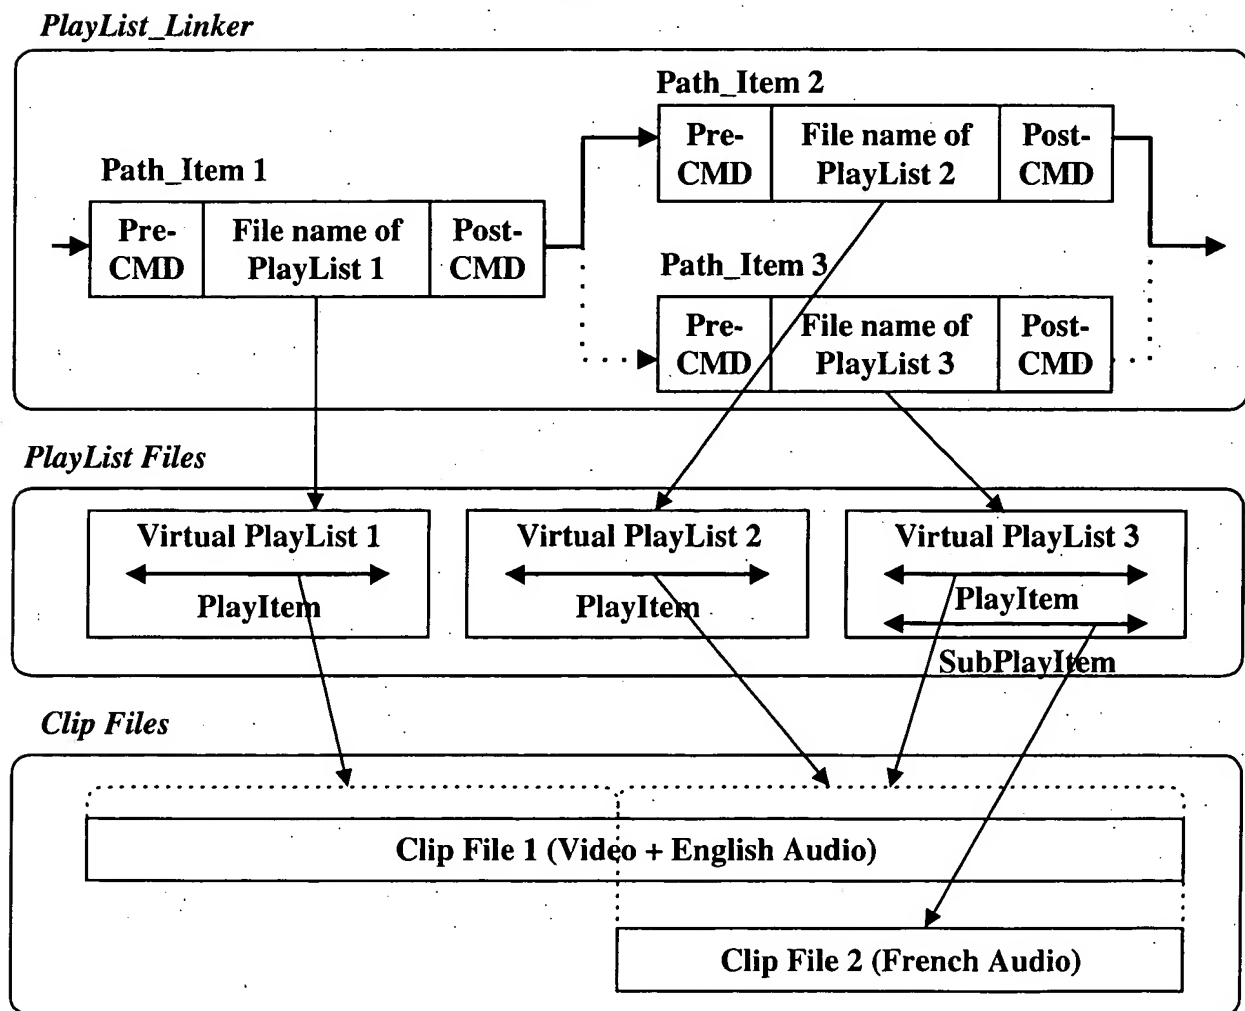 PlayList_Linker
Path_Item 2
Pre-
CMD
File name of
PlayList 2
Post-
CMD
Path_Item 1
Pre-
CMD
File name of
PlayList 1
Post-
CMD
Path_Item 3
Pre-
CMD
File name of
PlayList 3
Post-
CMD
PlayList Files
Virtual PlayList 1
PlayItem
Virtual PlayList 2
PlayItem
Virtual PlayList 3
PlayItem
SubPlayItem
Clip Files
Clip File 1 (Video + English Audio)
Clip File 2 (French Audio)